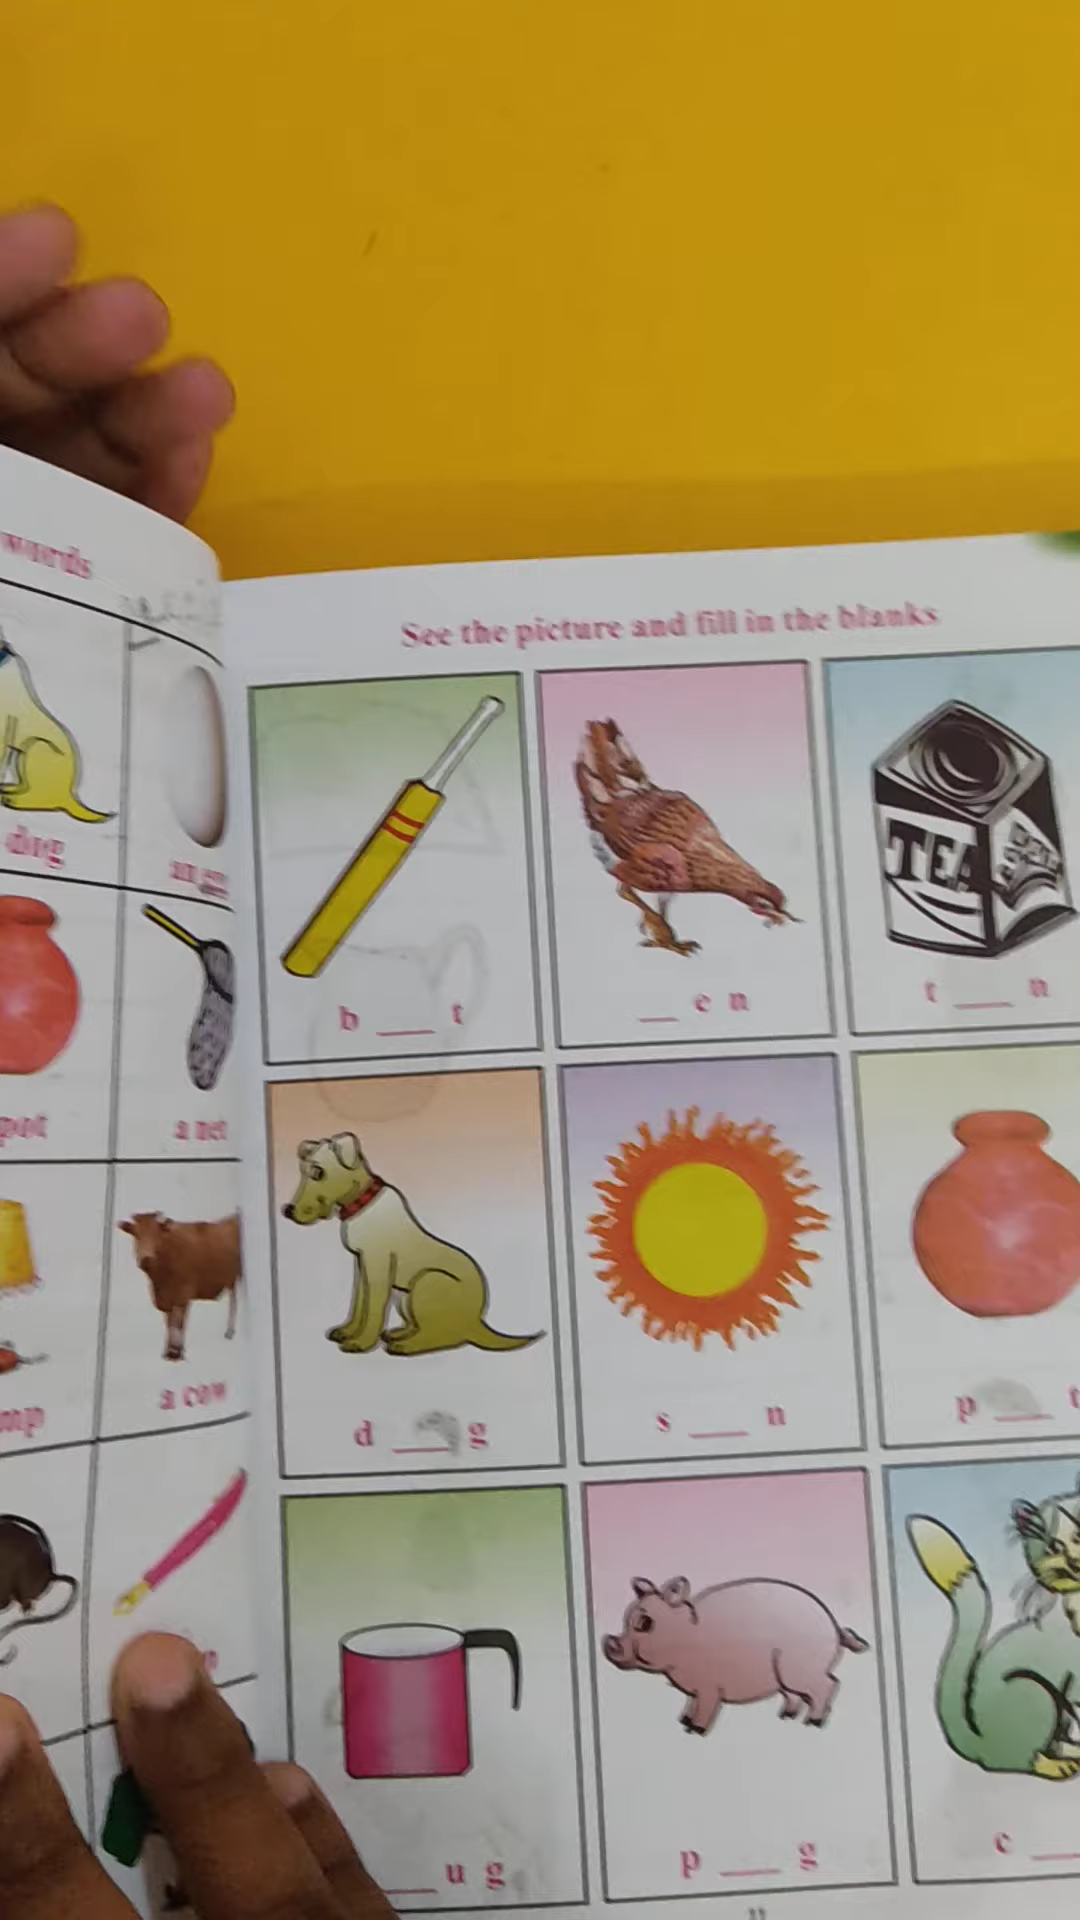 words
dog
an
pot
a net
a cow
See the picture and fill in the blanks
TEA
b ___ t
___ e n
t ___ n
d ___ g
s ___ n
p ___ t
___ u g
p ___ g
c ___